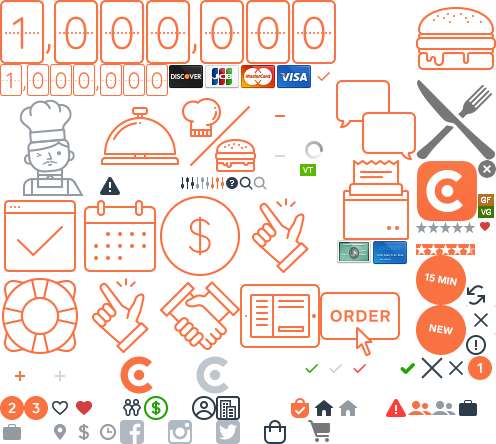 1,000,000
1,000,000
DISCOVER
JCB
MasterCard
VISA
VT
GF
VG
15 MIN
NEW
ORDER
$
?
!
1
2 3
$
$